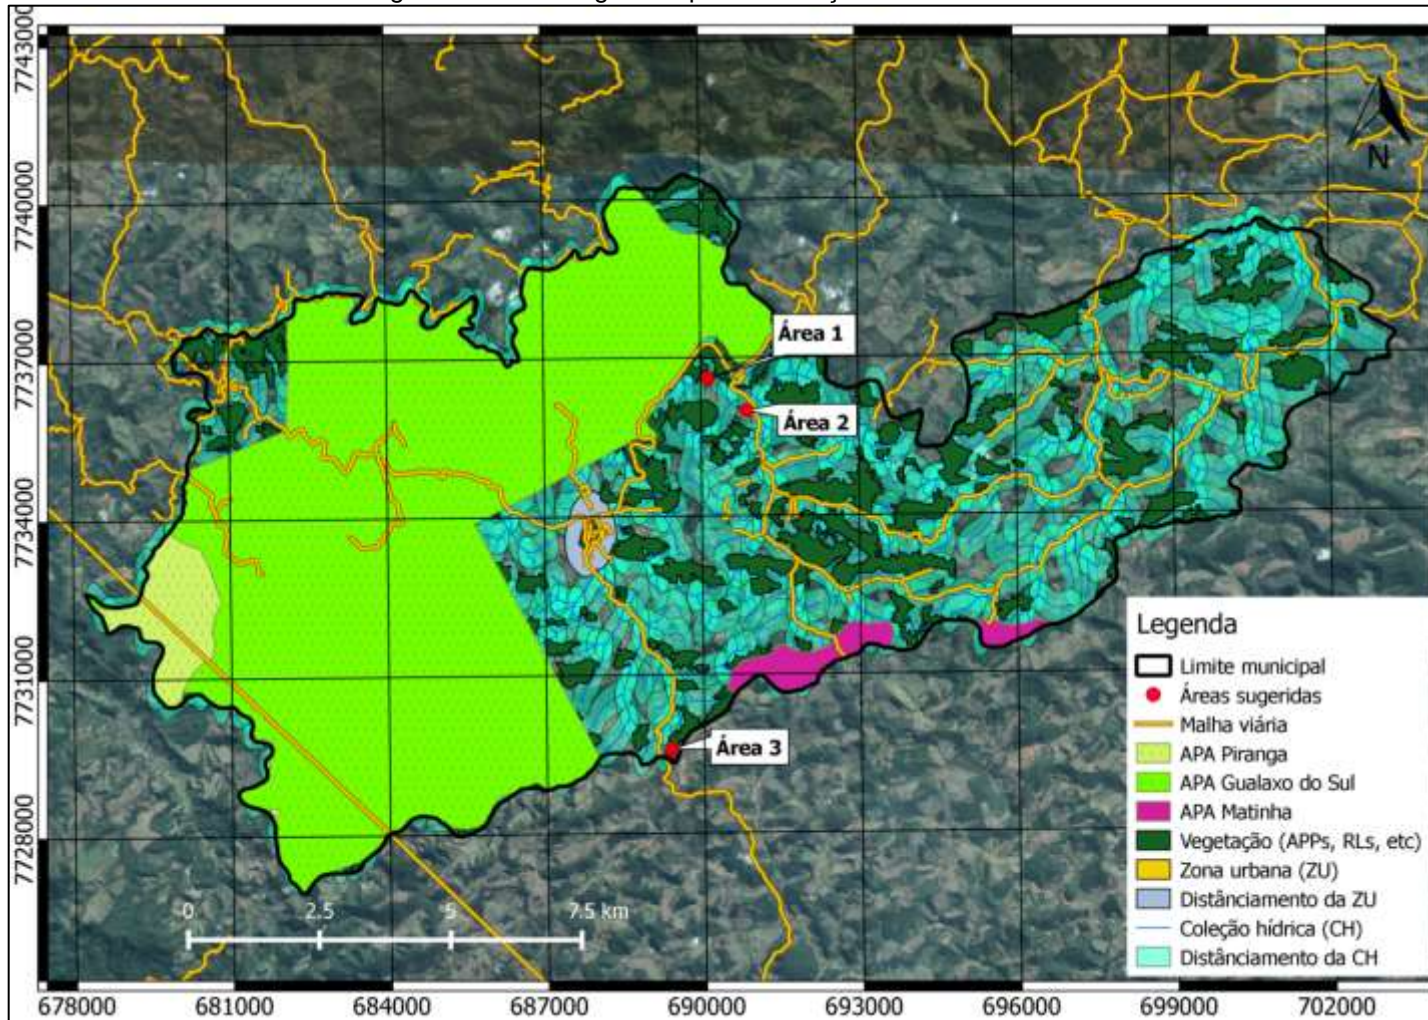 7743000
7740000
7737000
7734000
7731000
7728000
N
Área 1
Área 2
Área 3
0 2.5 5 7.5 km
Legenda
Limite municipal
Áreas sugeridas
Malha viária
APA Piranga
APA Gualaxo do Sul
APA Matinha
Vegetação (APPs, RLs, etc)
Zona urbana (ZU)
Distânciamento da ZU
Coleção hídrica (CH)
Distânciamento da CH
678000 681000 684000 687000 690000 693000 696000 699000 702000